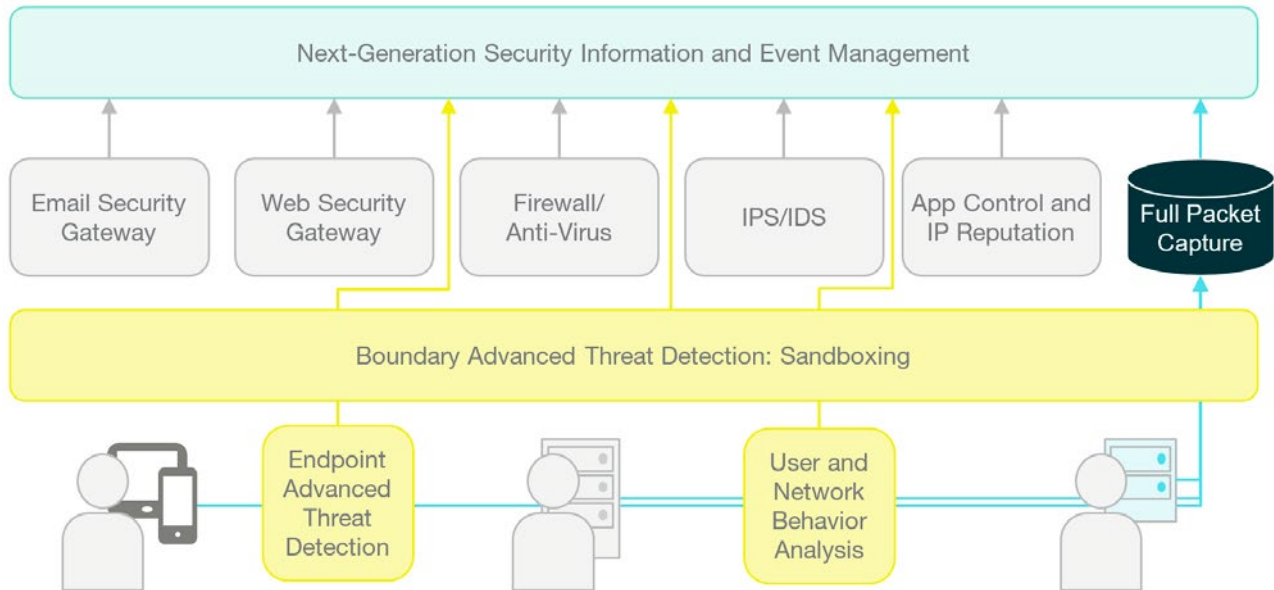 Next-Generation Security Information and Event Management
Email Security
Gateway
Web Security
Gateway
Firewall/
Anti-Virus
IPS/IDS
App Control and
IP Reputation
Full Packet
Capture
Boundary Advanced Threat Detection: Sandboxing
Endpoint
Advanced
Threat
Detection
User and
Network
Behavior
Analysis